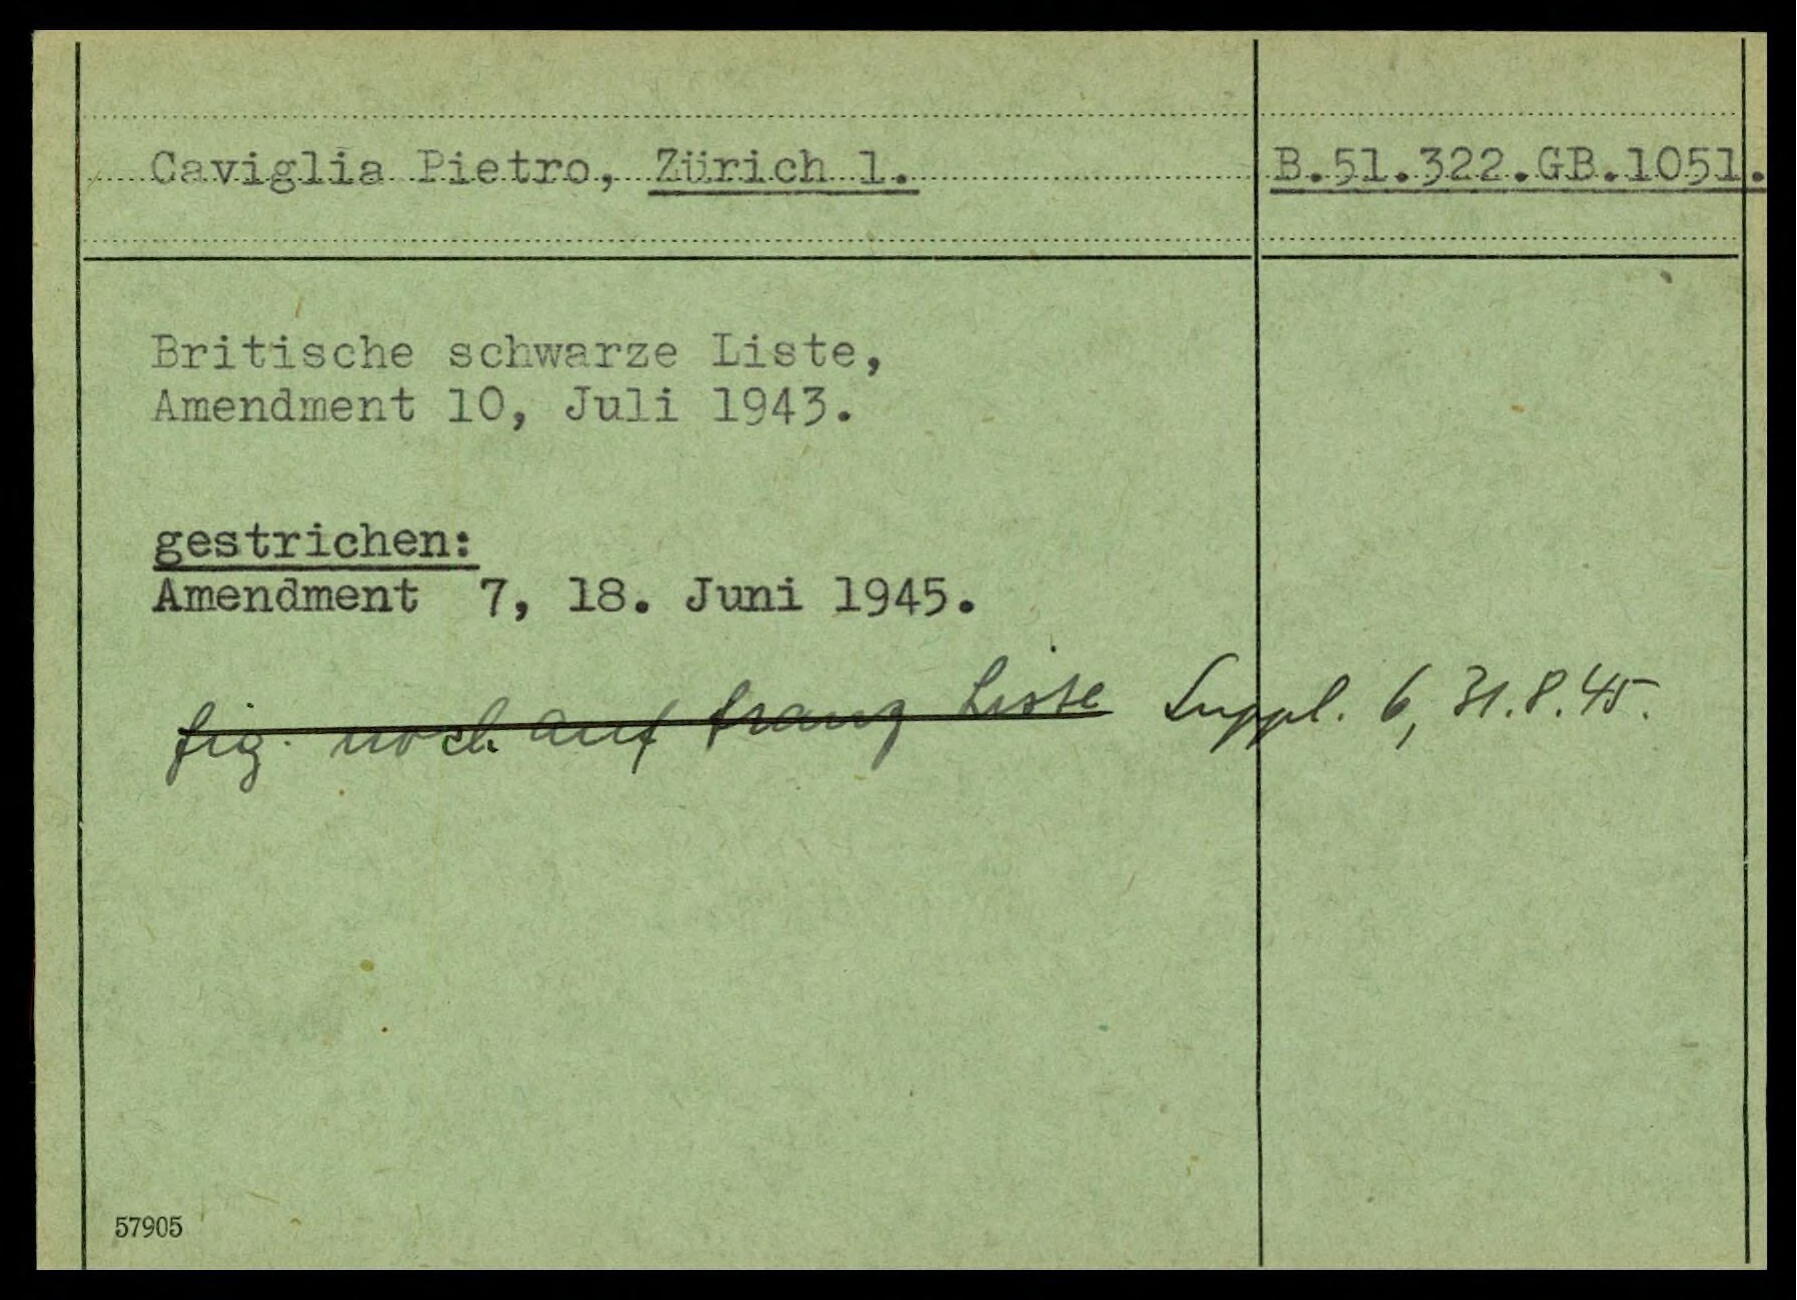 Caviglia Pietro, Zürich 1.
B.51.322.GB.1051.
Britische schwarze Liste,
Amendment 10, Juli 1943.
gestrichen:
Amendment 7, 18. Juni 1945.
fig. noch auf franz Liste Suppl. 6, 31.8.45.
57905